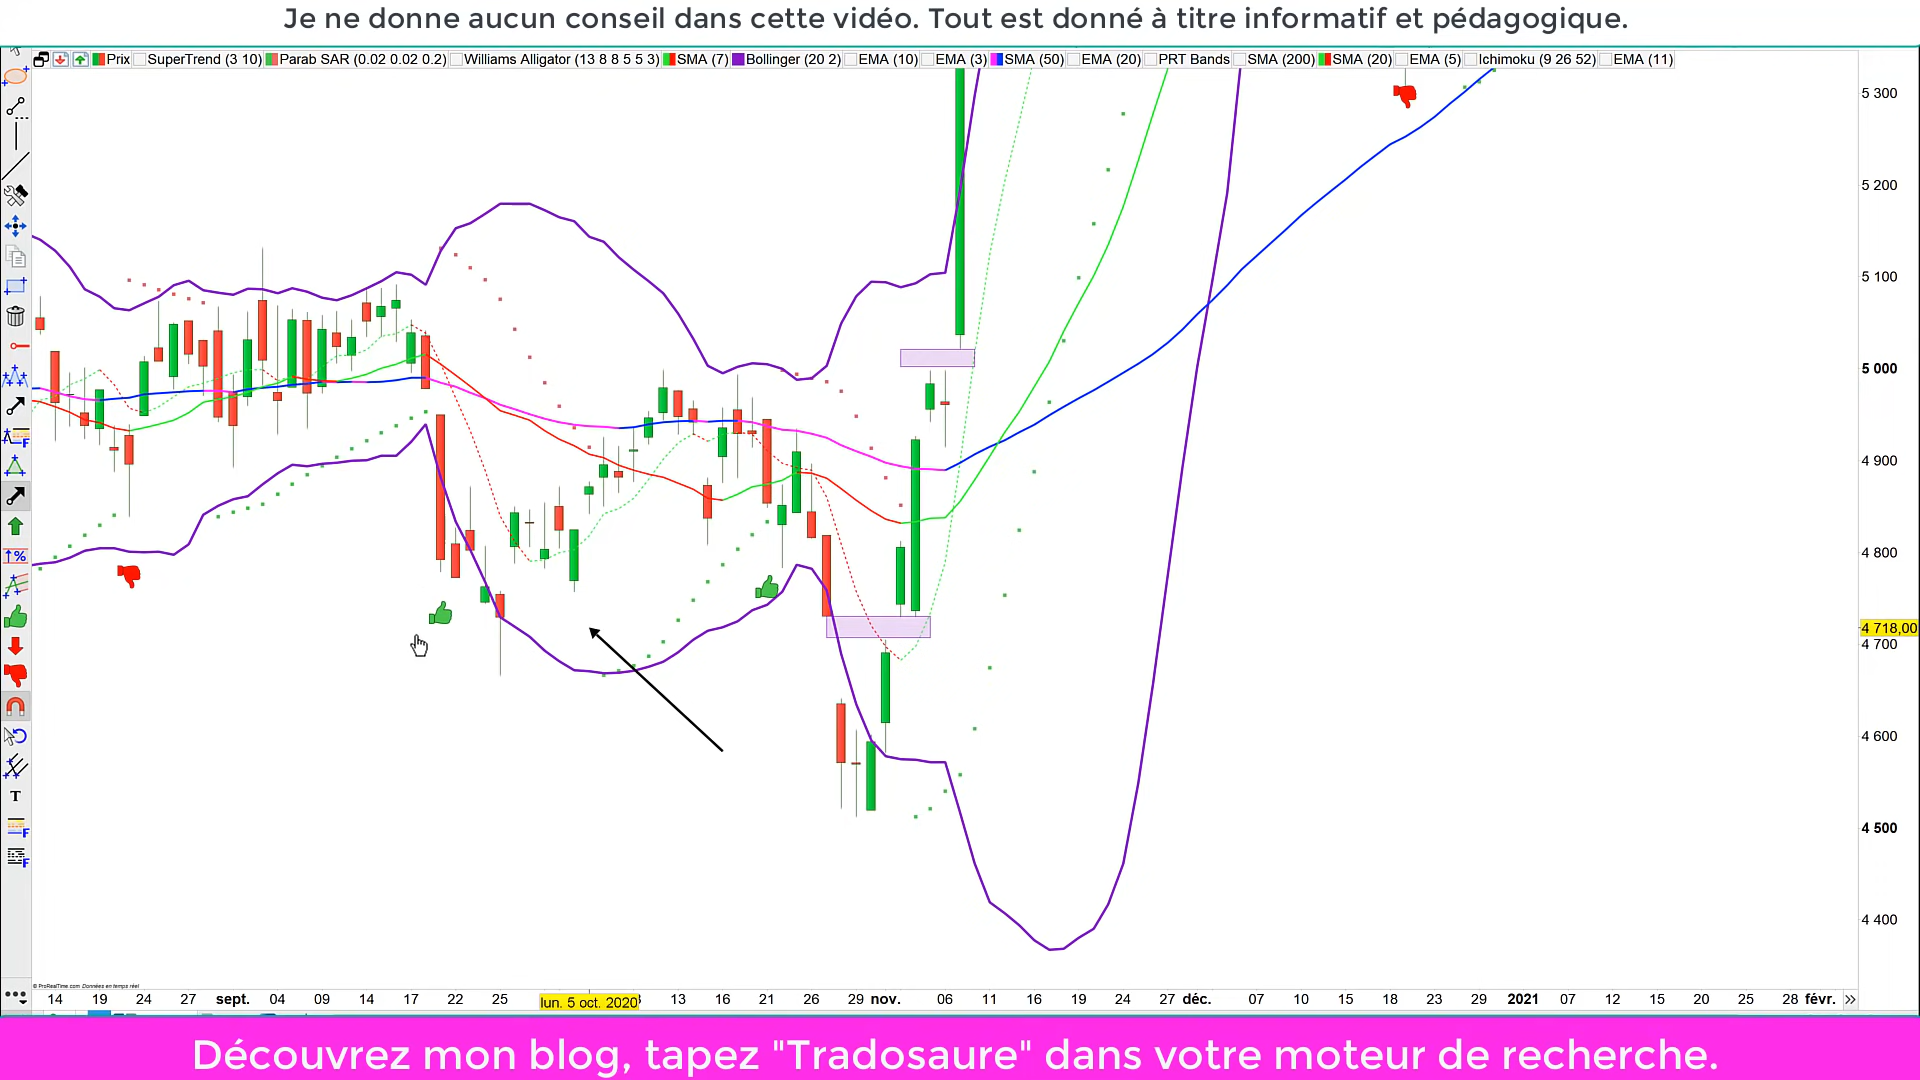 Je ne donne aucun conseil dans cette vidéo. Tout est donné à titre informatif et pédagogique.
Prix SuperTrend (3 10) Parab SAR (0.02 0.02 0.2) Williams Alligator (13 8 8 5 5 3) SMA (7) Bollinger (20 2) EMA (10) EMA (3) SMA (50) EMA (20) PRT Bands SMA (200) SMA (20) EMA (5) Ichimoku (9 26 52) EMA (11)
5 300
5 200
5 100
5 000
4 900
4 800
4 718,00
4 700
4 600
4 500
4 400
© ProRealTime.com Données en temps réel
14 19 24 27 sept. 04 09 14 17 22 25 lun. 5 oct. 2020 13 16 21 26 29 nov. 06 11 16 19 24 27 déc. 07 10 15 18 23 29 2021 07 12 15 20 25 28 févr.
Découvrez mon blog, tapez "Tradosaure" dans votre moteur de recherche.